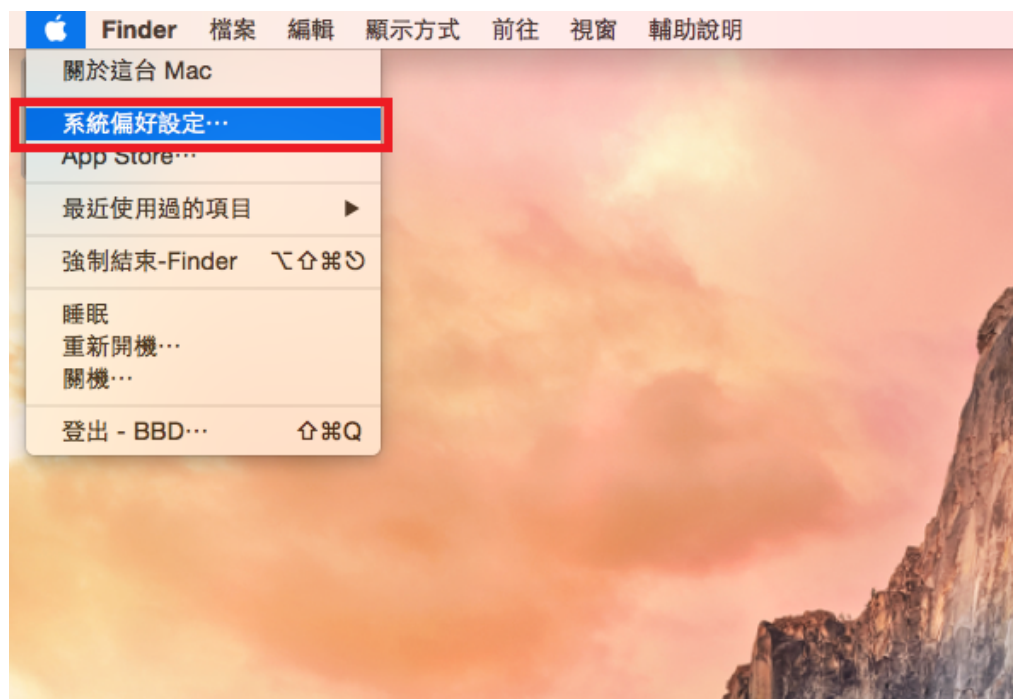 Finder 檔案 編輯 顯示方式 前往 視窗 輔助說明
關於這台 Mac
系統偏好設定⋯
App Store⋯
最近使用過的項目 ▶
強制結束-Finder ⌥⇧⌘⎋
睡眠
重新開機⋯
關機⋯
登出 - BBD⋯ ⇧⌘Q